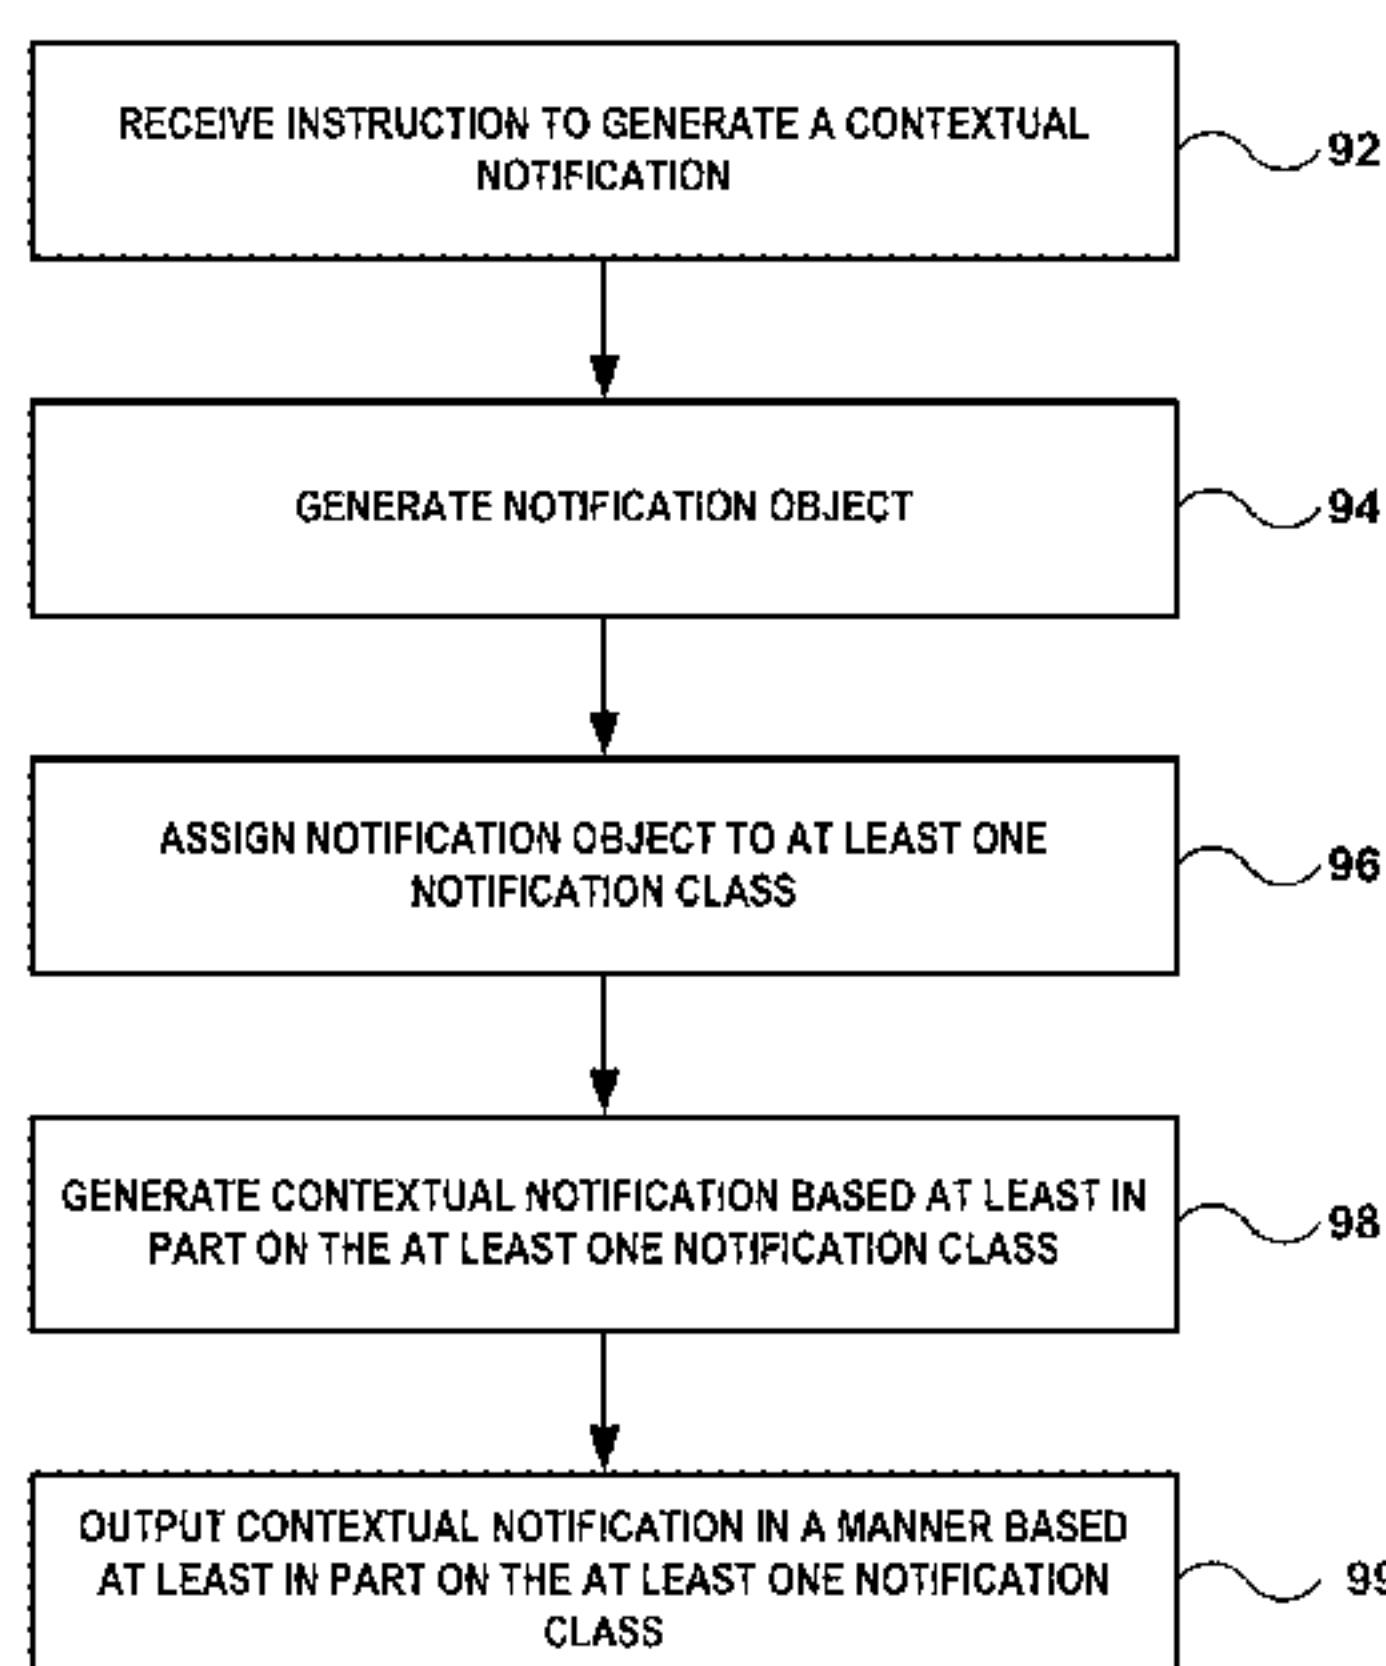 RECEIVE INSTRUCTION TO GENERATE A CONTEXTUAL
NOTIFICATION
92
GENERATE NOTIFICATION OBJECT
94
ASSIGN NOTIFICATION OBJECT TO AT LEAST ONE
NOTIFICATION CLASS
96
GENERATE CONTEXTUAL NOTIFICATION BASED AT LEAST IN
PART ON THE AT LEAST ONE NOTIFICATION CLASS
98
OUTPUT CONTEXTUAL NOTIFICATION IN A MANNER BASED
AT LEAST IN PART ON THE AT LEAST ONE NOTIFICATION
CLASS
99